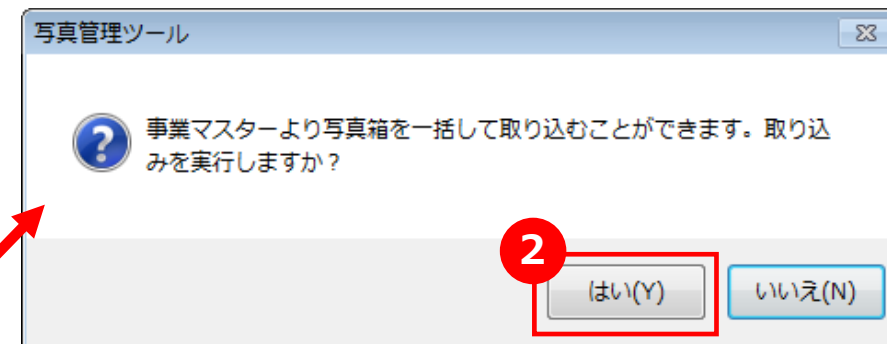 写真管理ツール
事業マスターより写真箱を一括して取り込むことができます。取り込
みを実行しますか？
2
はい(Y)
いいえ(N)